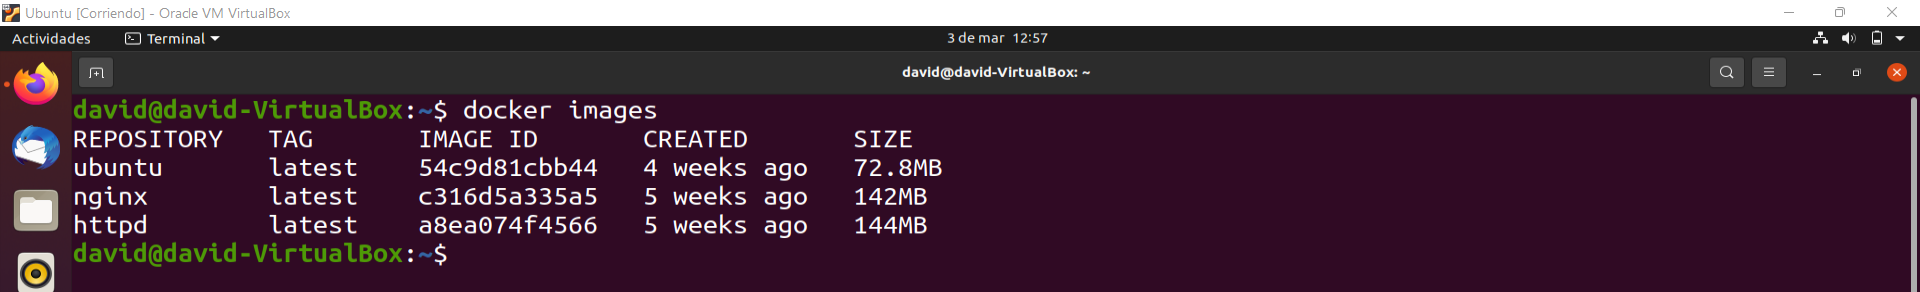 Ubuntu [Corriendo] - Oracle VM VirtualBox
Actividades Terminal 3 de mar 12:57
david@david-VirtualBox: ~
david@david-VirtualBox:~$ docker images
REPOSITORY TAG IMAGE ID CREATED SIZE
ubuntu latest 54c9d81cbb44 4 weeks ago 72.8MB
nginx latest c316d5a335a5 5 weeks ago 142MB
httpd latest a8ea074f4566 5 weeks ago 144MB
david@david-VirtualBox:~$